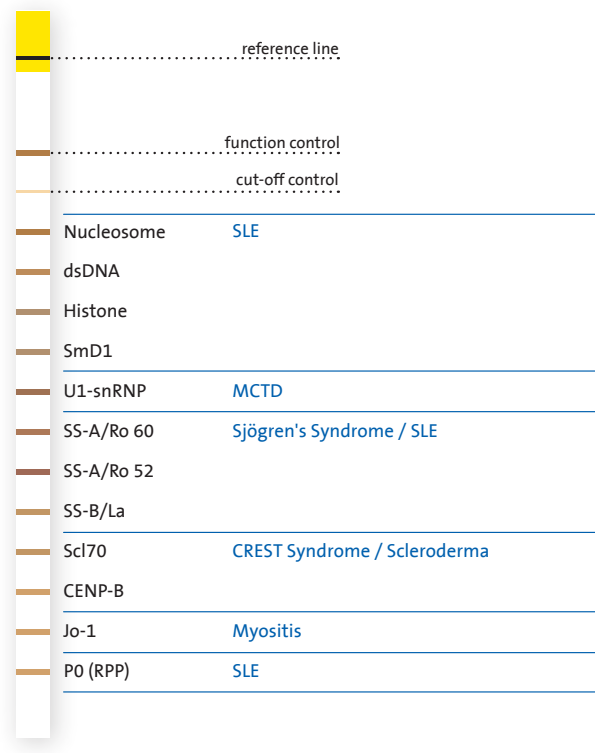 reference line
function control
cut-off control
Nucleosome SLE
dsDNA
Histone
SmD1
U1-snRNP MCTD
SS-A/Ro 60 Sjögren's Syndrome / SLE
SS-A/Ro 52
SS-B/La
Scl70 CREST Syndrome / Scleroderma
CENP-B
Jo-1 Myositis
P0 (RPP) SLE